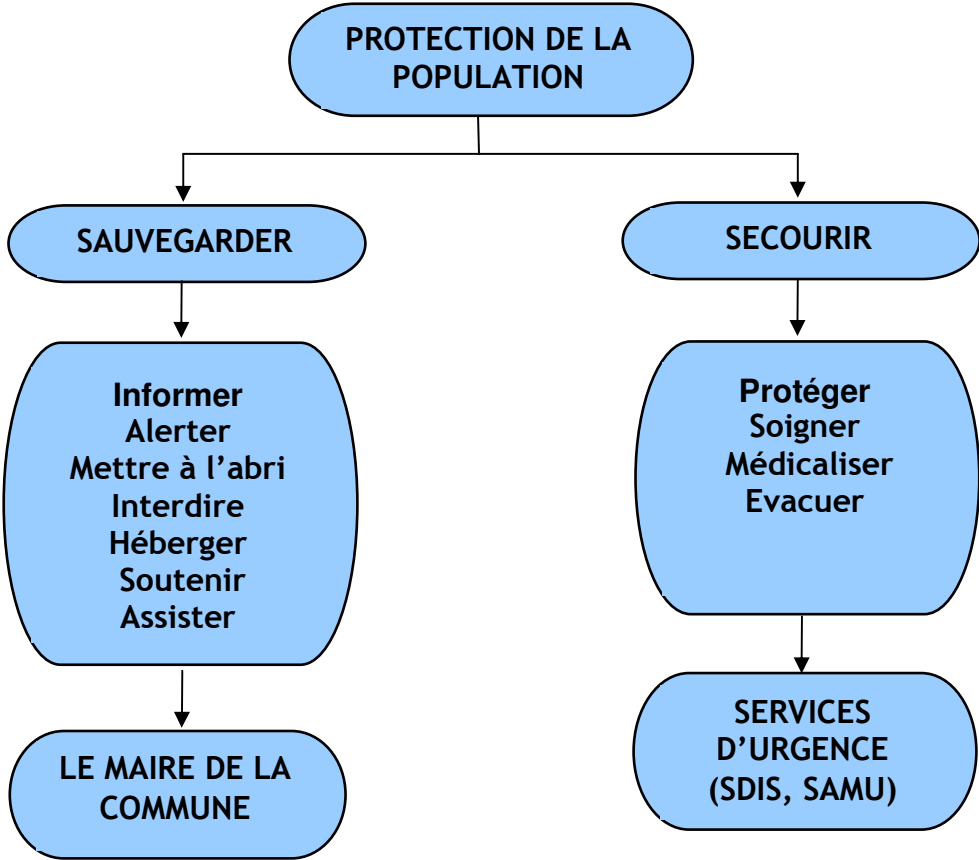 PROTECTION DE LA
POPULATION
SAUVEGARDER
SECOURIR
Informer
Alerter
Mettre à l’abri
Interdire
Héberger
Soutenir
Assister
Protéger
Soigner
Médicaliser
Evacuer
LE MAIRE DE LA
COMMUNE
SERVICES
D’URGENCE
(SDIS, SAMU)